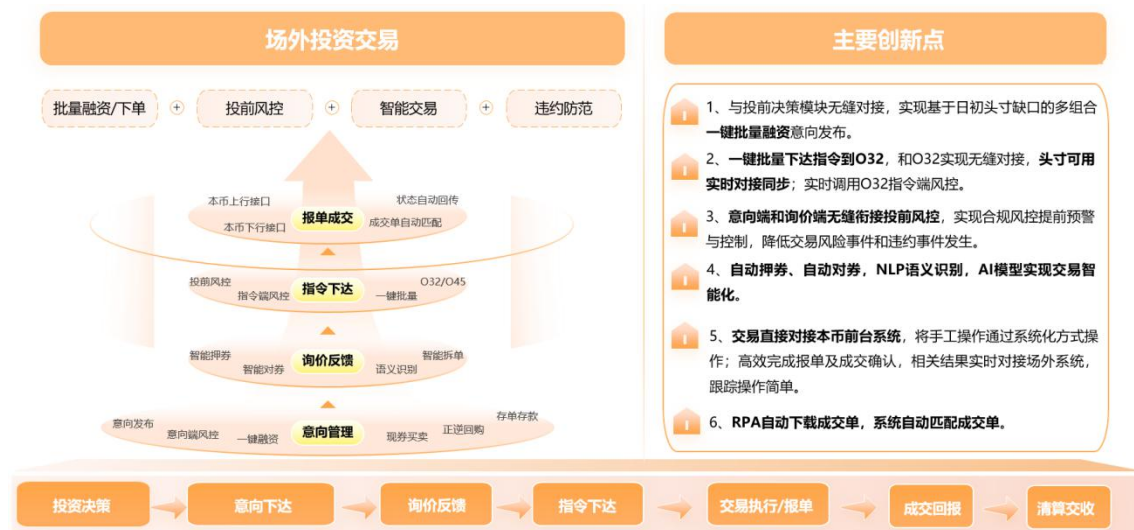 场外投资交易
批量融资/下单 + 投前风控 + 智能交易 + 违约防范
本币上行接口 状态自动回传
报单成交
本币下行接口 成交单自动匹配
投前风控 O32/O45
指令端风控 指令下达 一键批量
智能押券 智能拆单
智能对券 询价反馈 语义识别
意向发布 存单存款
意向端风控 一键融资 意向管理 现券买卖 正逆回购
主要创新点
1、与投前决策模块无缝对接，实现基于日初头寸缺口的多组合
一键批量融资意向发布。
2、一键批量下达指令到O32，和O32实现无缝对接，头寸可用
实时对接同步；实时调用O32指令端风控。
3、意向端和询价端无缝衔接投前风控，实现合规风控提前预警
与控制，降低交易风险事件和违约事件发生。
4、自动押券、自动对券，NLP语义识别，AI模型实现交易智
能化。
5、交易直接对接本币前台系统，将手工操作通过系统化方式操
作；高效完成报单及成交确认，相关结果实时对接场外系统，
跟踪操作简单。
6、RPA自动下载成交单，系统自动匹配成交单。
投资决策 意向下达 询价反馈 指令下达 交易执行/报单 成交回报 清算交收